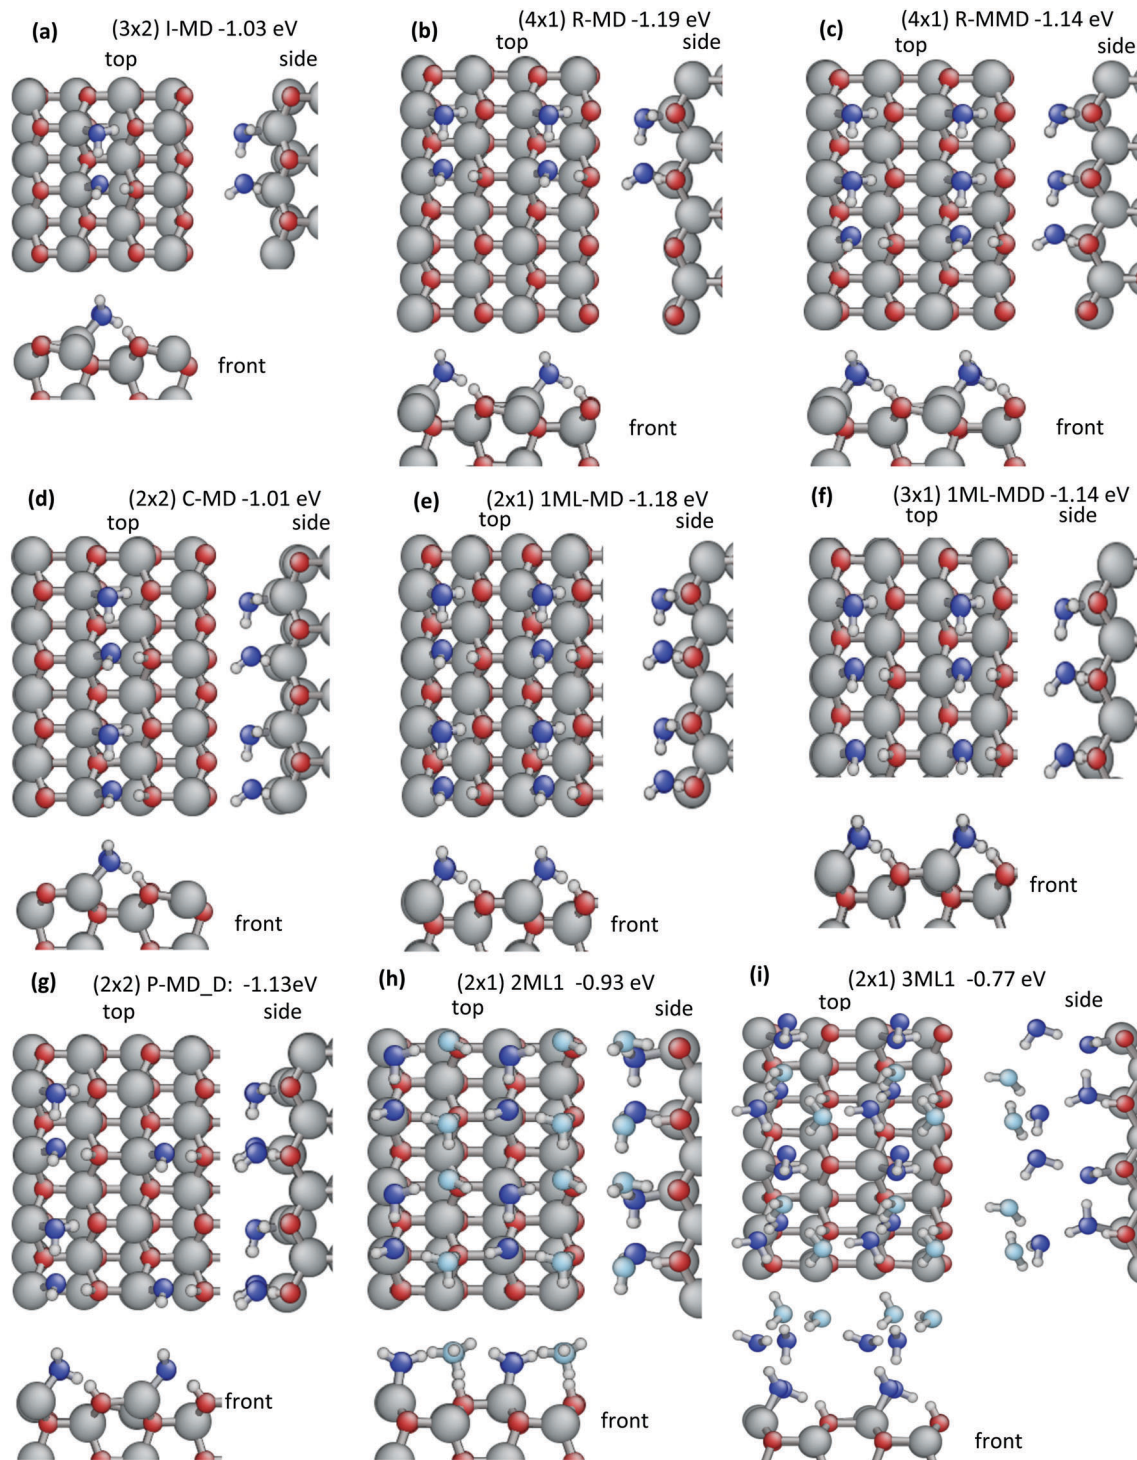 (a) (3x2) I-MD -1.03 eV
top side
front
(b) (4x1) R-MD -1.19 eV
top side
front
(c) (4x1) R-MMD -1.14 eV
top side
front
(d) (2x2) C-MD -1.01 eV
top side
front
(e) (2x1) 1ML-MD -1.18 eV
top side
front
(f) (3x1) 1ML-MDD -1.14 eV
top side
front
(g) (2x2) P-MD_D: -1.13eV
top side
front
(h) (2x1) 2ML1 -0.93 eV
top side
front
(i) (2x1) 3ML1 -0.77 eV
top side
front